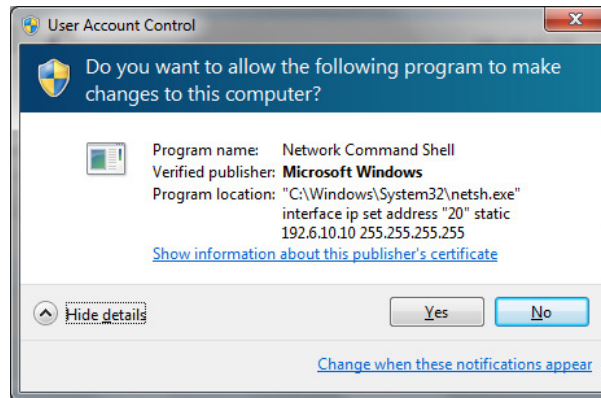 User Account Control
Do you want to allow the following program to make
changes to this computer?
Program name: Network Command Shell
Verified publisher: Microsoft Windows
Program location: "C:\Windows\System32\netsh.exe"
interface ip set address "20" static
192.6.10.10 255.255.255.255
Show information about this publisher's certificate
Hide details
Yes
No
Change when these notifications appear